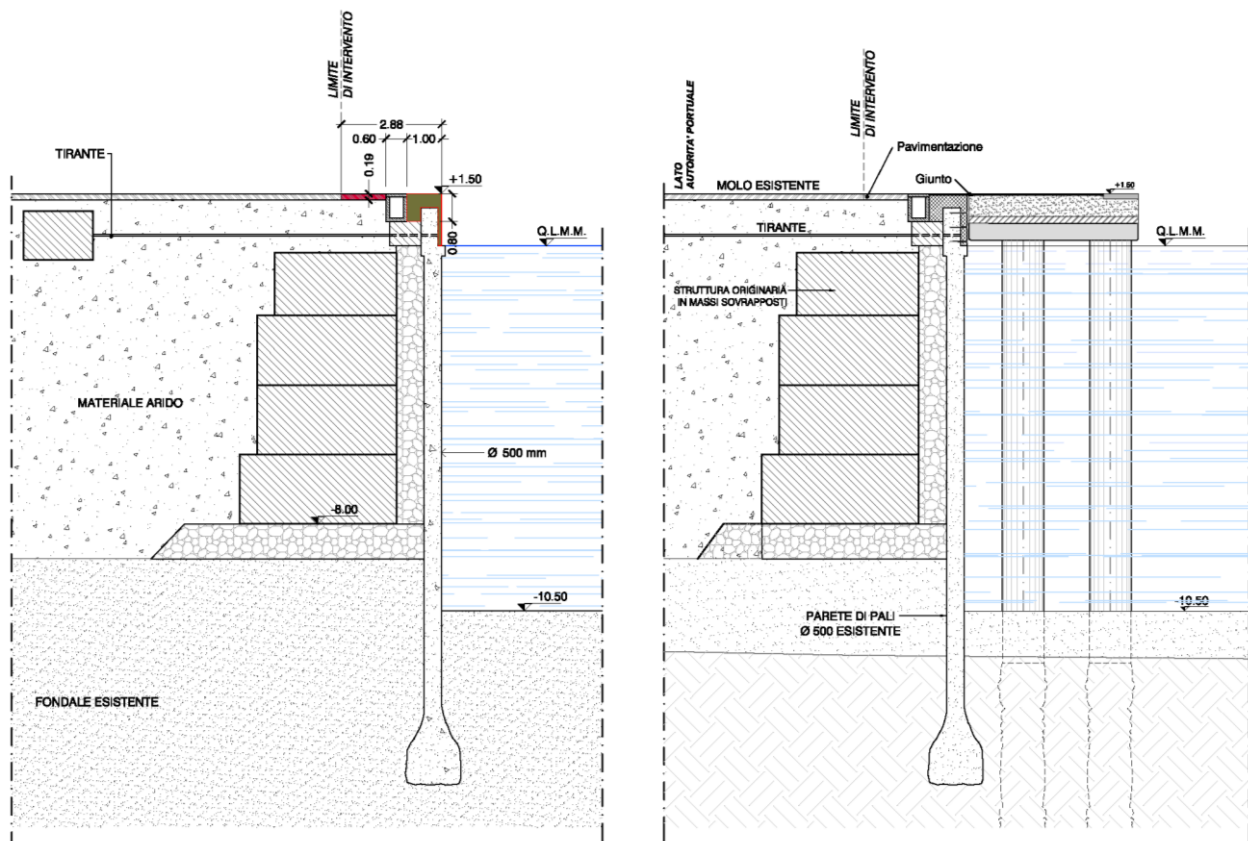 LIMITE
DI INTERVENTO
2.88
0.60
1.00
0.19
+1.50
0.80
TIRANTE
Q.L.M.M.
MATERIALE ARIDO
Ø 500 mm
-8.00
-10.50
FONDALE ESISTENTE
LATO
AUTORITA' PORTUALE
LIMITE
DI INTERVENTO
Pavimentazione
Giunto
MOLO ESISTENTE
+1.50
TIRANTE
Q.L.M.M.
STRUTTURA ORIGINARIA
IN MASSI SOVRAPPOSTI
-10.50
PARETE DI PALI
Ø 500 ESISTENTE